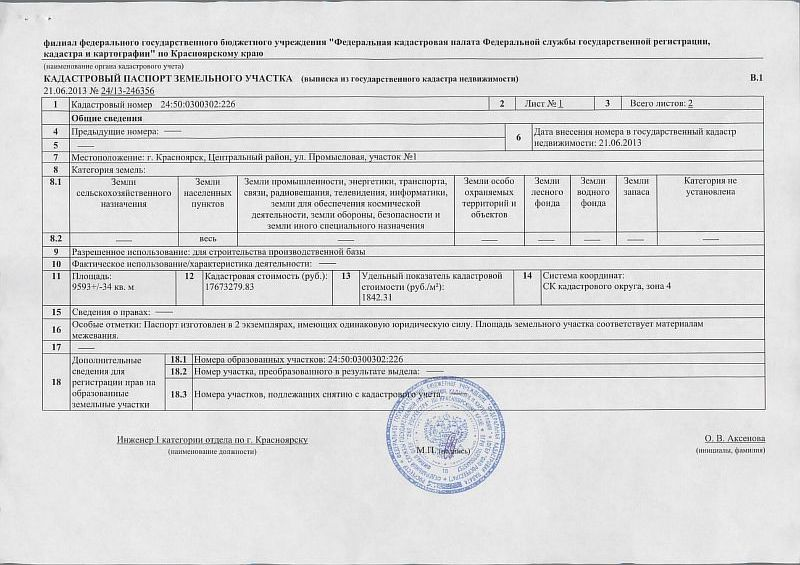 филиал федерального государственного бюджетного учреждения "Федеральная кадастровая палата Федеральной службы государственной регистрации,
кадастра и картографии" по Красноярскому краю
(наименование органа кадастрового учета)
КАДАСТРОВЫЙ ПАСПОРТ ЗЕМЕЛЬНОГО УЧАСТКА (выписка из государственного кадастра недвижимости) В.1
21.06.2013 № 24/13-246356
1 Кадастровый номер 24:50:0300302:226 2 Лист № 1 3 Всего листов: 2
Общие сведения
4 Предыдущие номера: —
5 —
6 Дата внесения номера в государственный кадастр
недвижимости: 21.06.2013
7 Местоположение: г. Красноярск, Центральный район, ул. Промысловая, участок №1
8 Категория земель:
8.1 Земли
сельскохозяйственного
назначения
Земли
населенных
пунктов
Земли промышленности, энергетики, транспорта,
связи, радиовещания, телевидения, информатики,
земли для обеспечения космической
деятельности, земли обороны, безопасности и
земли иного специального назначения
Земли особо
охраняемых
территорий и
объектов
Земли
лесного
фонда
Земли
водного
фонда
Земли
запаса
Категория не
установлена
8.2 — весь — — — — — —
9 Разрешенное использование: для строительства производственной базы
10 Фактическое использование/характеристика деятельности: —
11 Площадь:
9593+/-34 кв. м
12 Кадастровая стоимость (руб.):
17673279.83
13 Удельный показатель кадастровой
стоимости (руб./м²):
1842.31
14 Система координат:
СК кадастрового округа, зона 4
15 Сведения о правах: —
16 Особые отметки: Паспорт изготовлен в 2 экземплярах, имеющих одинаковую юридическую силу. Площадь земельного участка соответствует материалам
межевания.
17 —
18 Дополнительные
сведения для
регистрации прав на
образованные
земельные участки
18.1 Номера образованных участков: 24:50:0300302:226
18.2 Номер участка, преобразованного в результате выдела: —
18.3 Номера участков, подлежащих снятию с кадастрового учета: —
Инженер I категории отдела по г. Красноярску
(наименование должности)
М.П. (подпись)
О. В. Аксенова
(инициалы, фамилия)